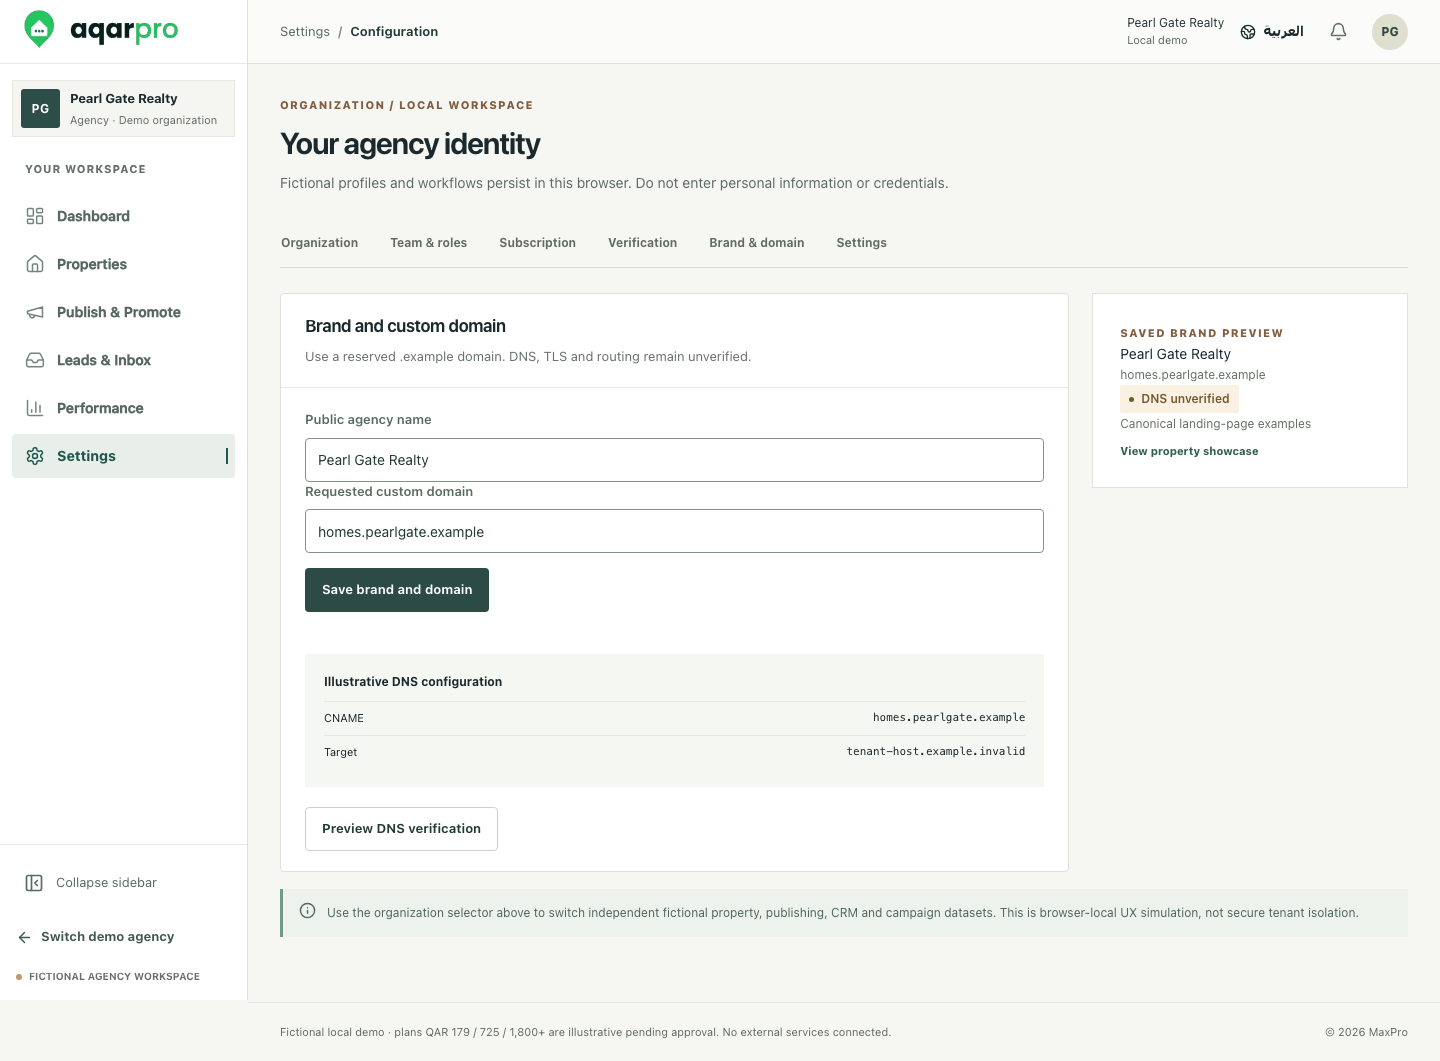 aqarpro
Settings / Configuration
Pearl Gate Realty
Local demo
العربية
PG
PG
Pearl Gate Realty
Agency · Demo organization
YOUR WORKSPACE
Dashboard
Properties
Publish & Promote
Leads & Inbox
Performance
Settings
Collapse sidebar
Switch demo agency
FICTIONAL AGENCY WORKSPACE
ORGANIZATION / LOCAL WORKSPACE
Your agency identity
Fictional profiles and workflows persist in this browser. Do not enter personal information or credentials.
Organization Team & roles Subscription Verification Brand & domain Settings
Brand and custom domain
Use a reserved .example domain. DNS, TLS and routing remain unverified.
Public agency name
Pearl Gate Realty
Requested custom domain
homes.pearlgate.example
Save brand and domain
Illustrative DNS configuration
CNAME homes.pearlgate.example
Target tenant-host.example.invalid
Preview DNS verification
SAVED BRAND PREVIEW
Pearl Gate Realty
homes.pearlgate.example
DNS unverified
Canonical landing-page examples
View property showcase
Use the organization selector above to switch independent fictional property, publishing, CRM and campaign datasets. This is browser-local UX simulation, not secure tenant isolation.
Fictional local demo · plans QAR 179 / 725 / 1,800+ are illustrative pending approval. No external services connected.
© 2026 MaxPro